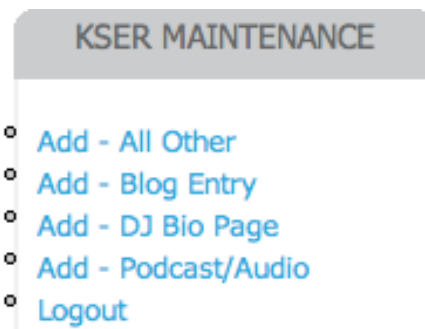 KSER MAINTENANCE
Add - All Other
Add - Blog Entry
Add - DJ Bio Page
Add - Podcast/Audio
Logout